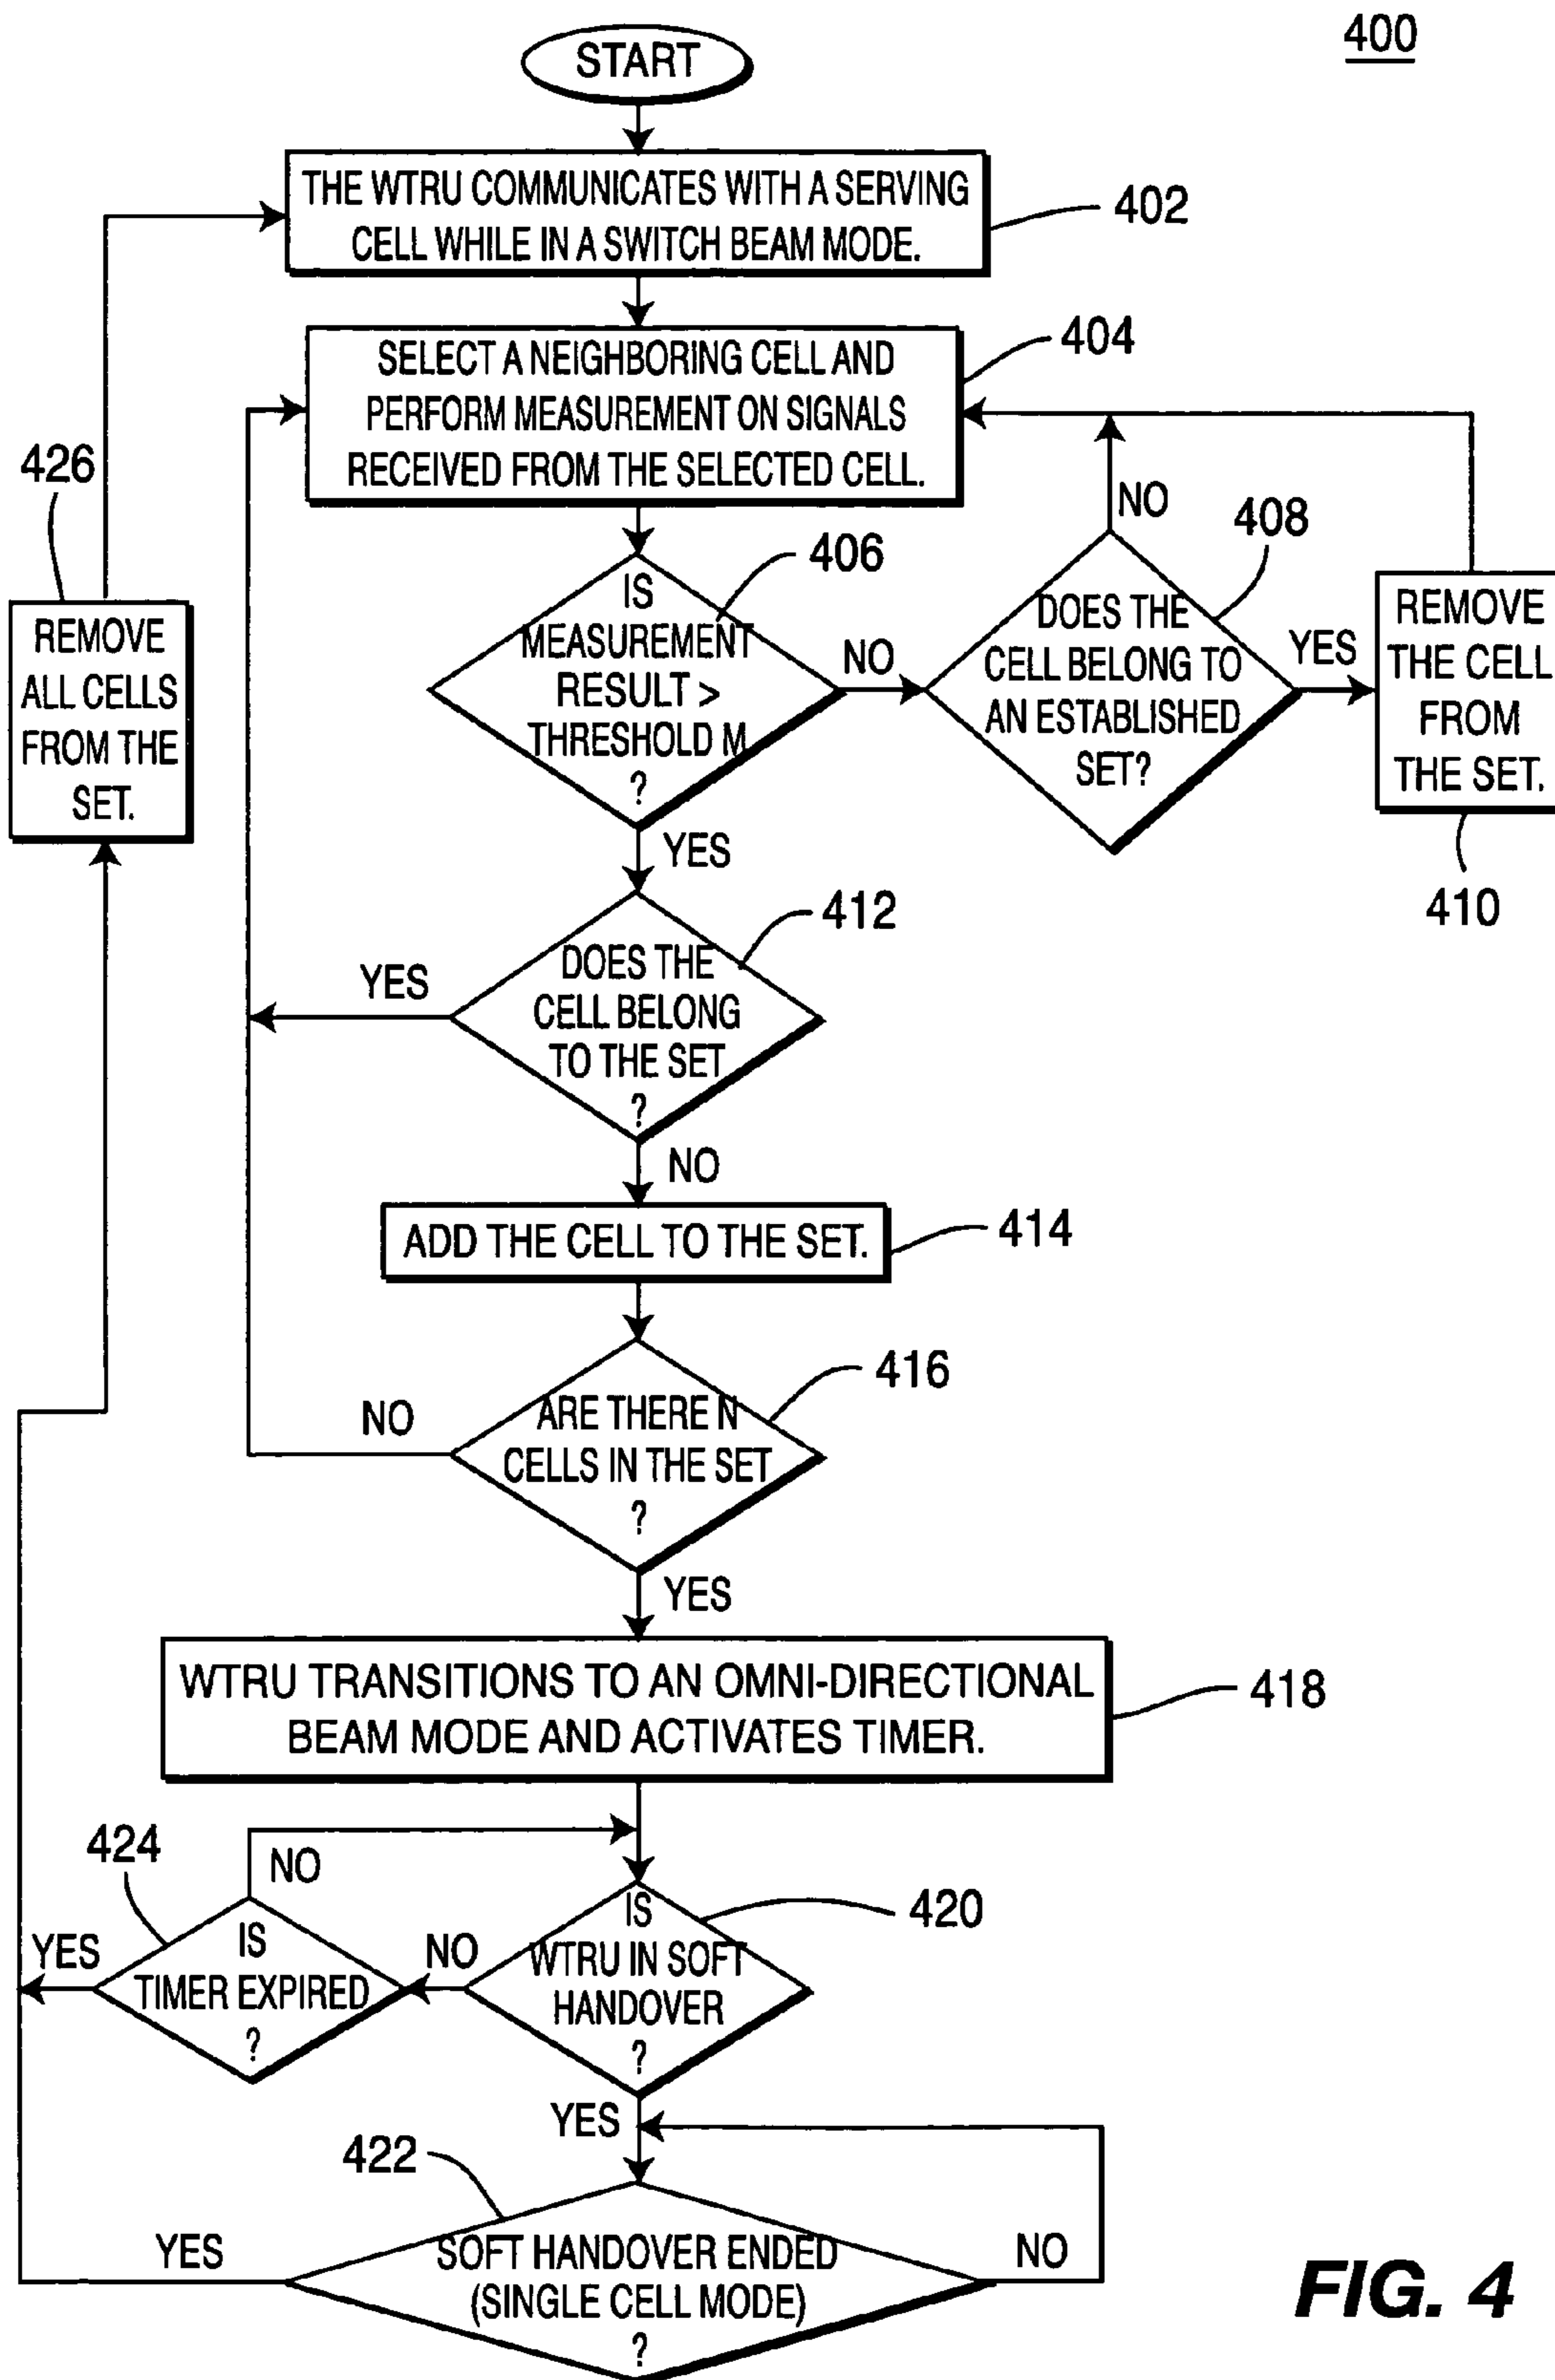 400
START
THE WTRU COMMUNICATES WITH A SERVING
CELL WHILE IN A SWITCH BEAM MODE.
402
SELECT A NEIGHBORING CELL AND
PERFORM MEASUREMENT ON SIGNALS
RECEIVED FROM THE SELECTED CELL.
404
426
REMOVE
ALL CELLS
FROM THE
SET.
IS
MEASUREMENT
RESULT >
THRESHOLD M
?
406
NO
YES
NO
408
DOES THE
CELL BELONG TO
AN ESTABLISHED
SET?
YES
REMOVE
THE CELL
FROM
THE SET.
410
412
DOES THE
CELL BELONG
TO THE SET
?
YES
NO
ADD THE CELL TO THE SET.
414
416
ARE THERE N
CELLS IN THE SET
?
NO
YES
WTRU TRANSITIONS TO AN OMNI-DIRECTIONAL
BEAM MODE AND ACTIVATES TIMER.
418
424
NO
IS
TIMER EXPIRED
?
YES
NO
IS
WTRU IN SOFT
HANDOVER
?
420
YES
422
SOFT HANDOVER ENDED
(SINGLE CELL MODE)
?
YES
NO
FIG. 4